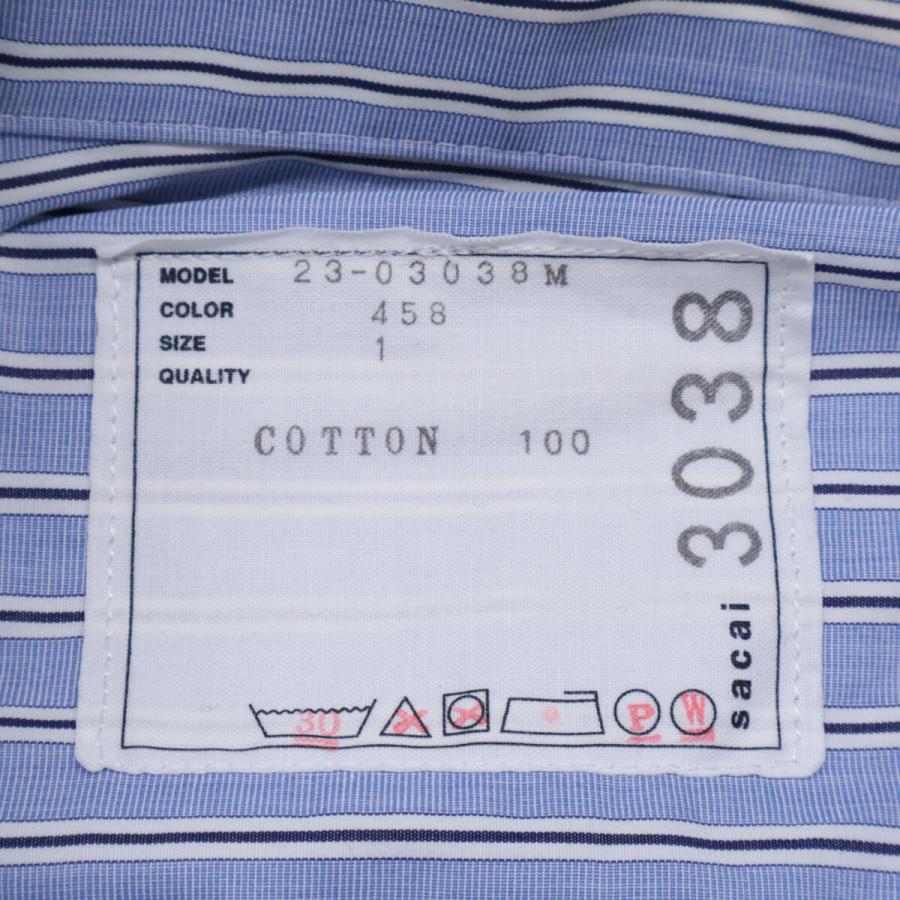 MODEL 23-03038M
COLOR 458
SIZE 1
QUALITY
COTTON 100
3038
sacai
30
P
W